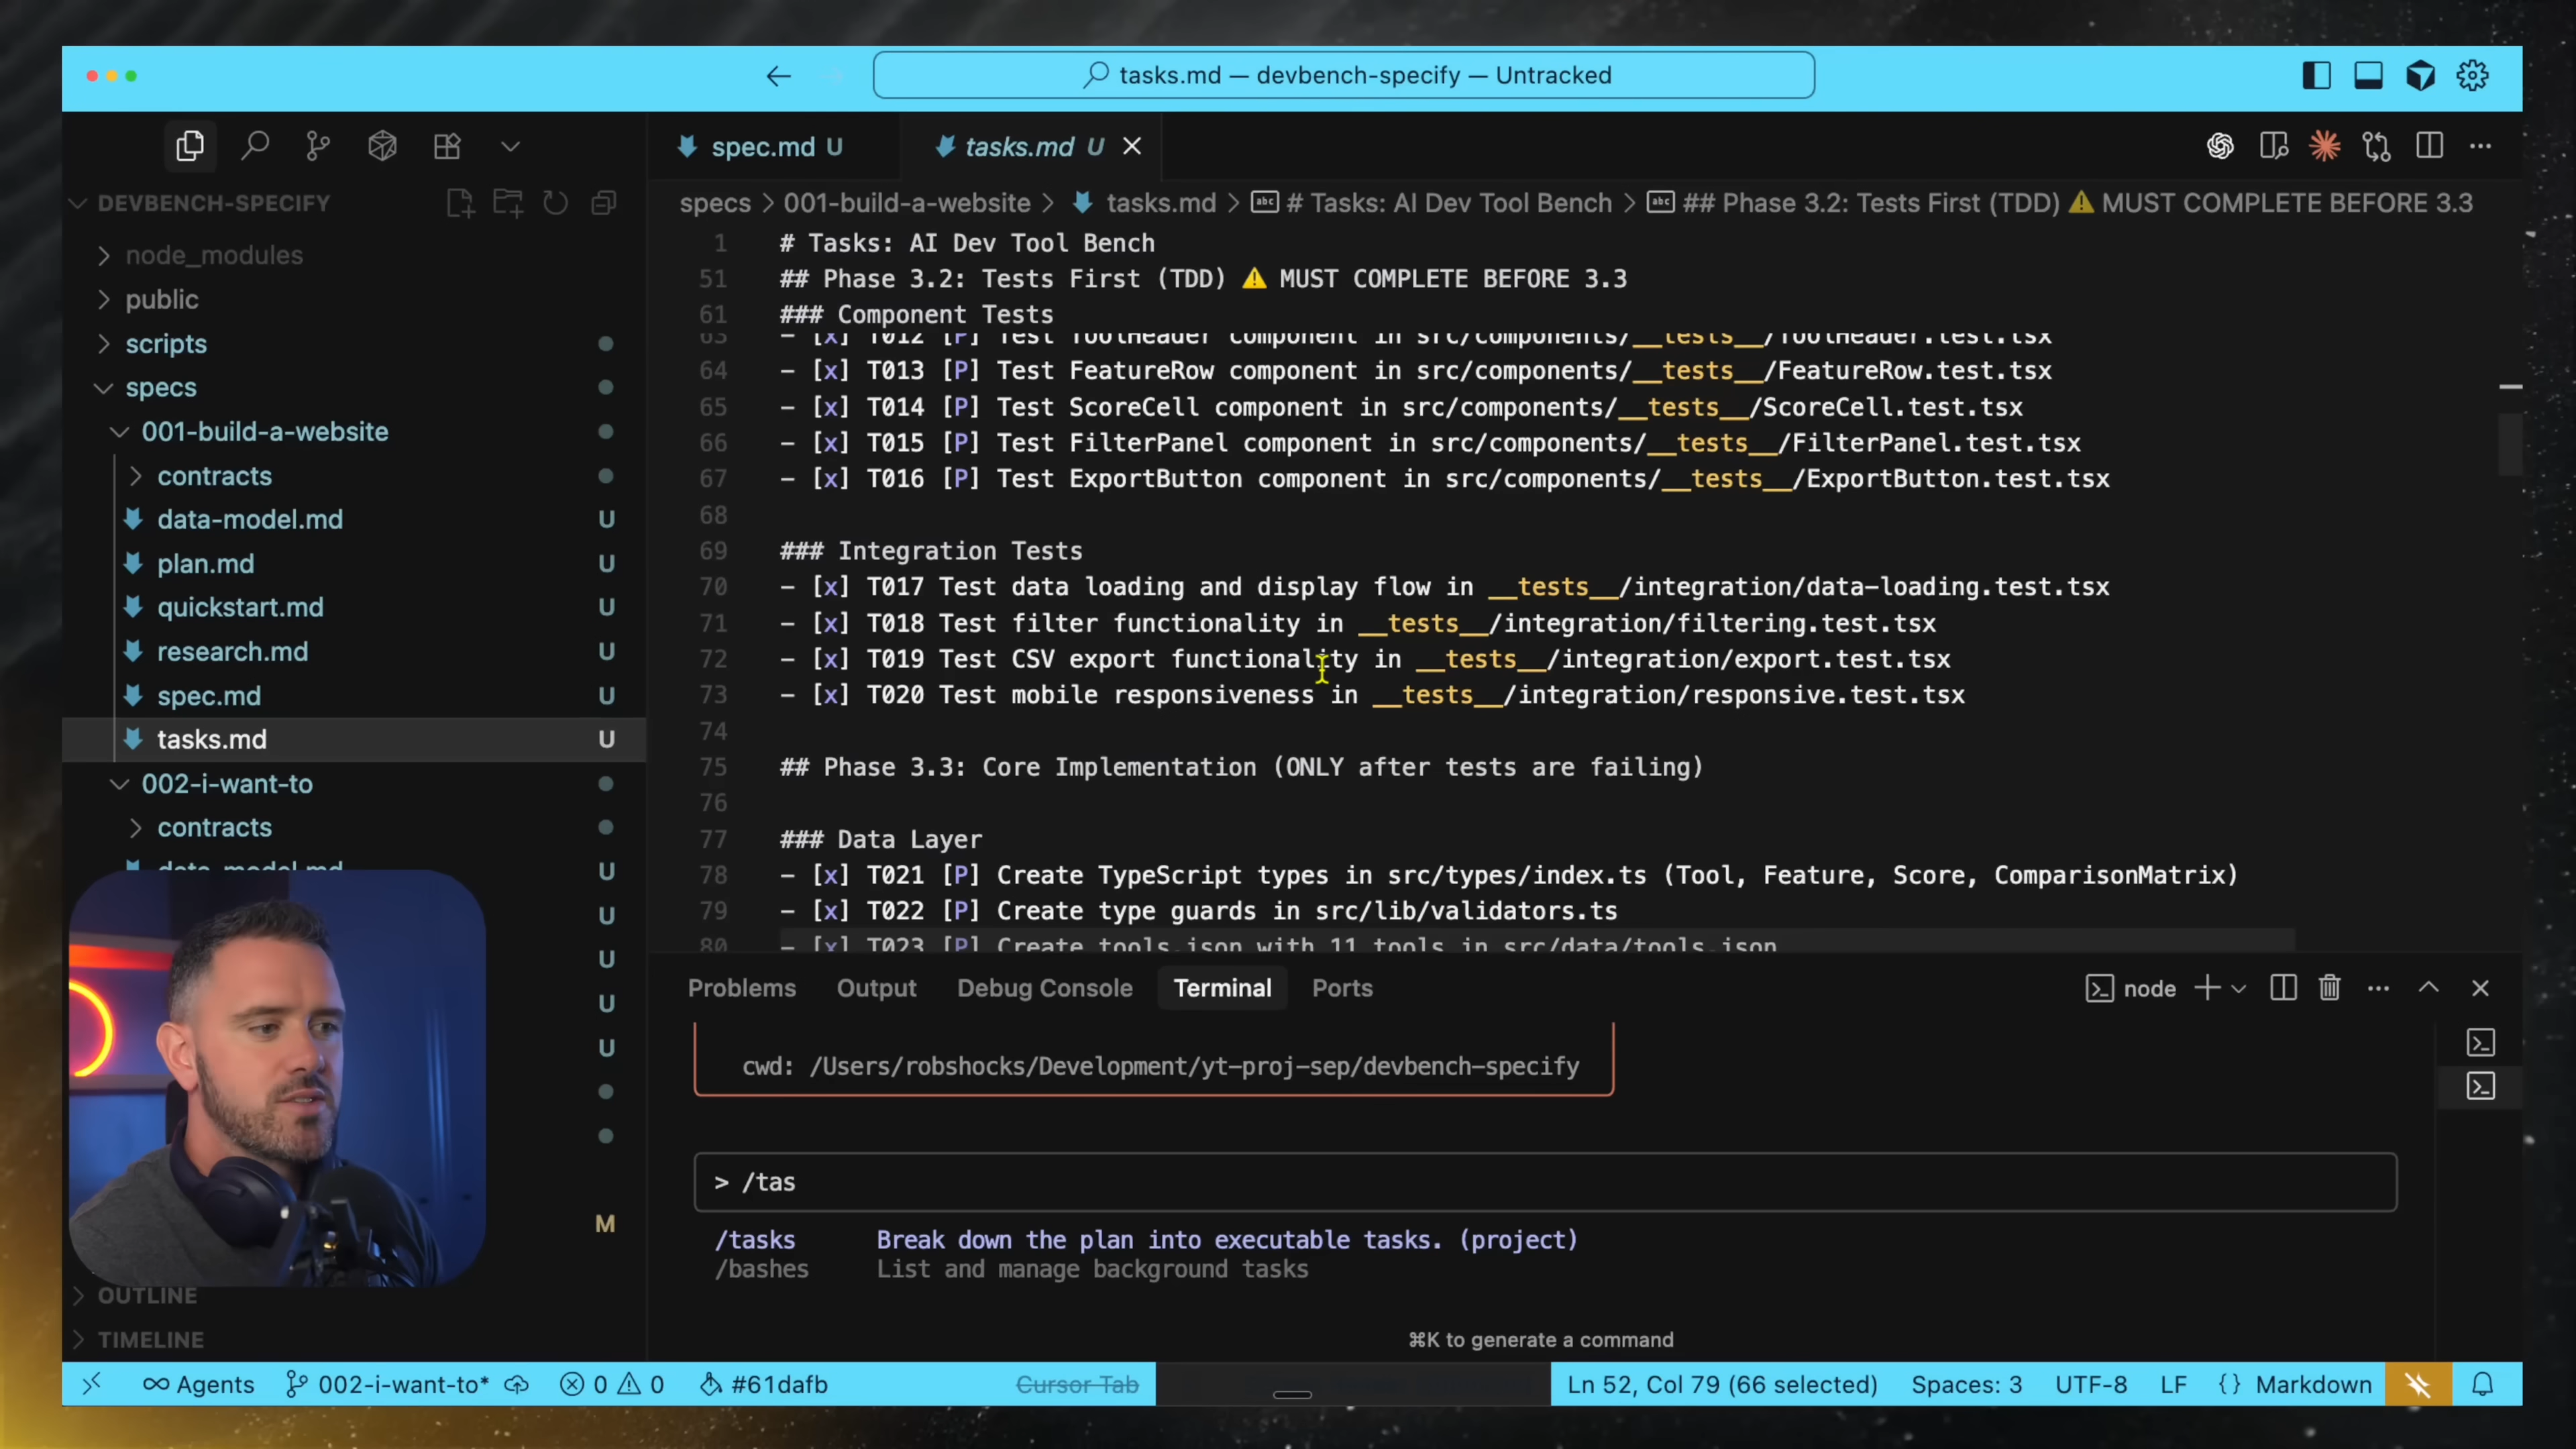 tasks.md — devbench-specify — Untracked
DEVBENCH-SPECIFY
node_modules
public
scripts
specs
001-build-a-website
contracts
data-model.md U
plan.md U
quickstart.md U
research.md U
spec.md U
tasks.md U
002-i-want-to
contracts
data-model.md U
U
U
U
U
M
OUTLINE
TIMELINE
spec.md U
tasks.md U
specs > 001-build-a-website > tasks.md > # Tasks: AI Dev Tool Bench > ## Phase 3.2: Tests First (TDD) ⚠ MUST COMPLETE BEFORE 3.3
1 # Tasks: AI Dev Tool Bench
51 ## Phase 3.2: Tests First (TDD) ⚠ MUST COMPLETE BEFORE 3.3
61 ### Component Tests
63 - [x] T012 [P] Test ToolHeader component in src/components/__tests__/ToolHeader.test.tsx
64 - [x] T013 [P] Test FeatureRow component in src/components/__tests__/FeatureRow.test.tsx
65 - [x] T014 [P] Test ScoreCell component in src/components/__tests__/ScoreCell.test.tsx
66 - [x] T015 [P] Test FilterPanel component in src/components/__tests__/FilterPanel.test.tsx
67 - [x] T016 [P] Test ExportButton component in src/components/__tests__/ExportButton.test.tsx
68
69 ### Integration Tests
70 - [x] T017 Test data loading and display flow in __tests__/integration/data-loading.test.tsx
71 - [x] T018 Test filter functionality in __tests__/integration/filtering.test.tsx
72 - [x] T019 Test CSV export functionality in __tests__/integration/export.test.tsx
73 - [x] T020 Test mobile responsiveness in __tests__/integration/responsive.test.tsx
74
75 ## Phase 3.3: Core Implementation (ONLY after tests are failing)
76
77 ### Data Layer
78 - [x] T021 [P] Create TypeScript types in src/types/index.ts (Tool, Feature, Score, ComparisonMatrix)
79 - [x] T022 [P] Create type guards in src/lib/validators.ts
80 - [x] T023 [P] Create tools.json with 11 tools in src/data/tools.json
Problems Output Debug Console Terminal Ports
node
cwd: /Users/robshocks/Development/yt-proj-sep/devbench-specify
> /tas
/tasks Break down the plan into executable tasks. (project)
/bashes List and manage background tasks
⌘K to generate a command
Agents 002-i-want-to* 0 0 #61dafb Cursor Tab Ln 52, Col 79 (66 selected) Spaces: 3 UTF-8 LF {} Markdown